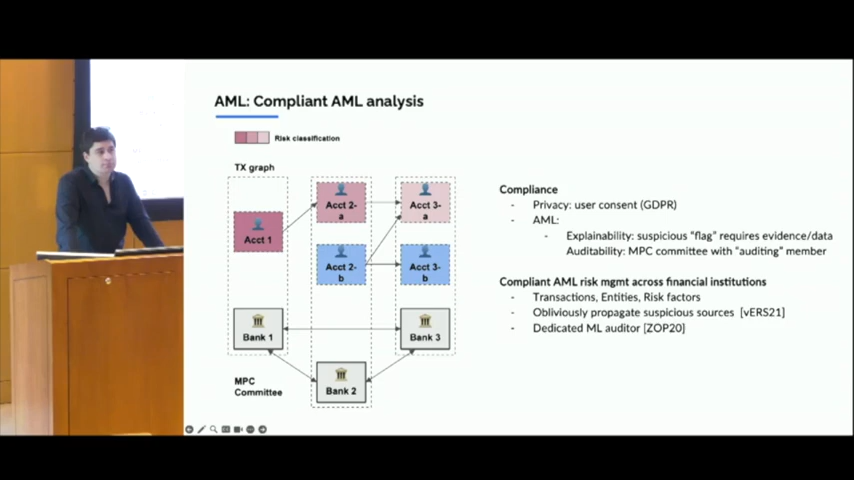 AML: Compliant AML analysis
Risk classification
TX graph
Acct 1
Acct 2-
a
Acct 3-
a
Acct 2-
b
Acct 3-
b
Bank 1
Bank 3
Bank 2
MPC
Committee
Compliance
- Privacy: user consent (GDPR)
- AML:
- Explainability: suspicious “flag” requires evidence/data
Auditability: MPC committee with “auditing” member
Compliant AML risk mgmt across financial institutions
- Transactions, Entities, Risk factors
- Obliviously propagate suspicious sources [vERS21]
- Dedicated ML auditor [ZOP20]